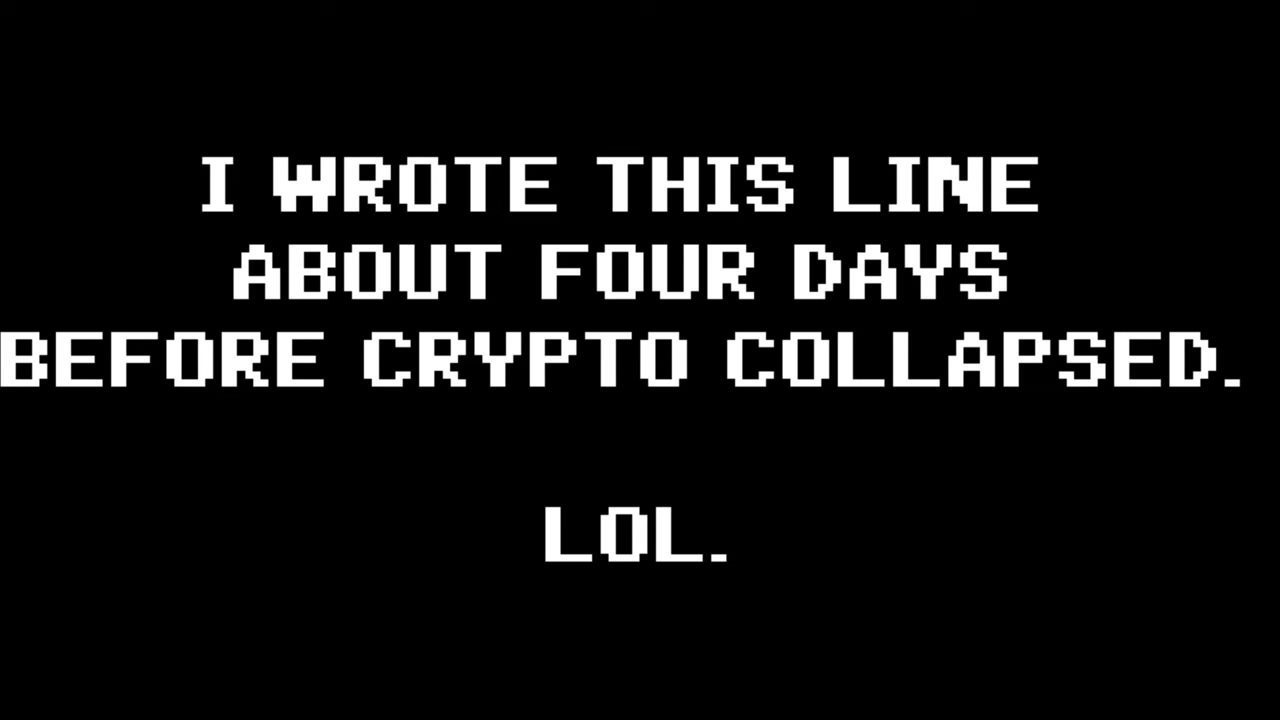 I WROTE THIS LINE
ABOUT FOUR DAYS
BEFORE CRYPTO COLLAPSED.
LOL.